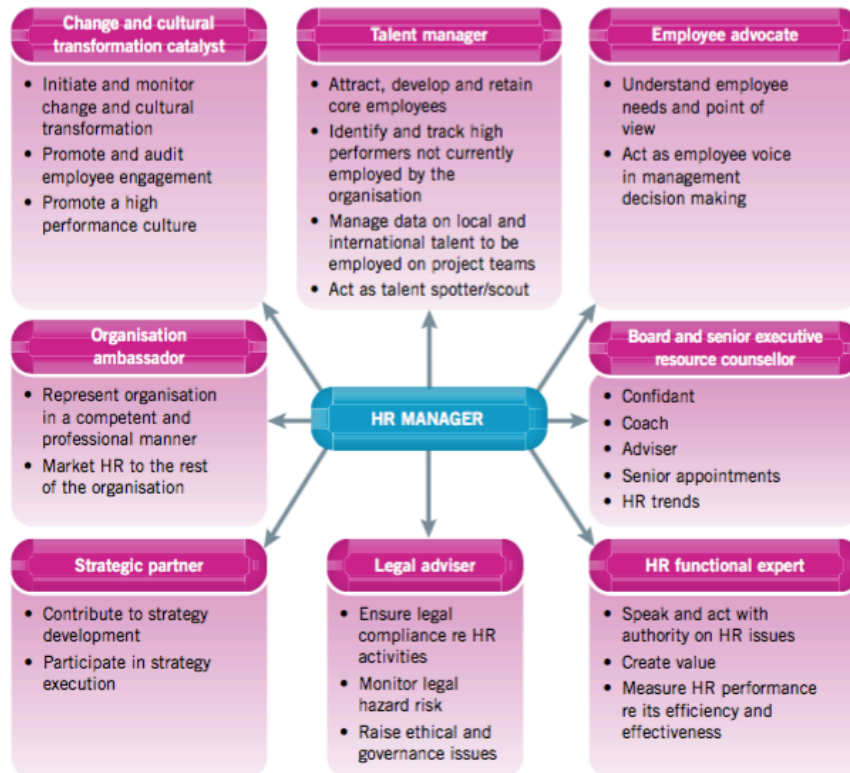 Change and cultural
transformation catalyst
• Initiate and monitor
change and cultural
transformation
• Promote and audit
employee engagement
• Promote a high
performance culture
Talent manager
• Attract, develop and retain
core employees
• Identify and track high
performers not currently
employed by the
organisation
• Manage data on local and
international talent to be
employed on project teams
• Act as talent spotter/scout
Employee advocate
• Understand employee
needs and point of
view
• Act as employee voice
in management
decision making
Organisation
ambassador
• Represent organisation
in a competent and
professional manner
• Market HR to the rest
of the organisation
HR MANAGER
Board and senior executive
resource counsellor
• Confidant
• Coach
• Adviser
• Senior appointments
• HR trends
Strategic partner
• Contribute to strategy
development
• Participate in strategy
execution
Legal adviser
• Ensure legal
compliance re HR
activities
• Monitor legal
hazard risk
• Raise ethical and
governance issues
HR functional expert
• Speak and act with
authority on HR issues
• Create value
• Measure HR performance
re its efficiency and
effectiveness